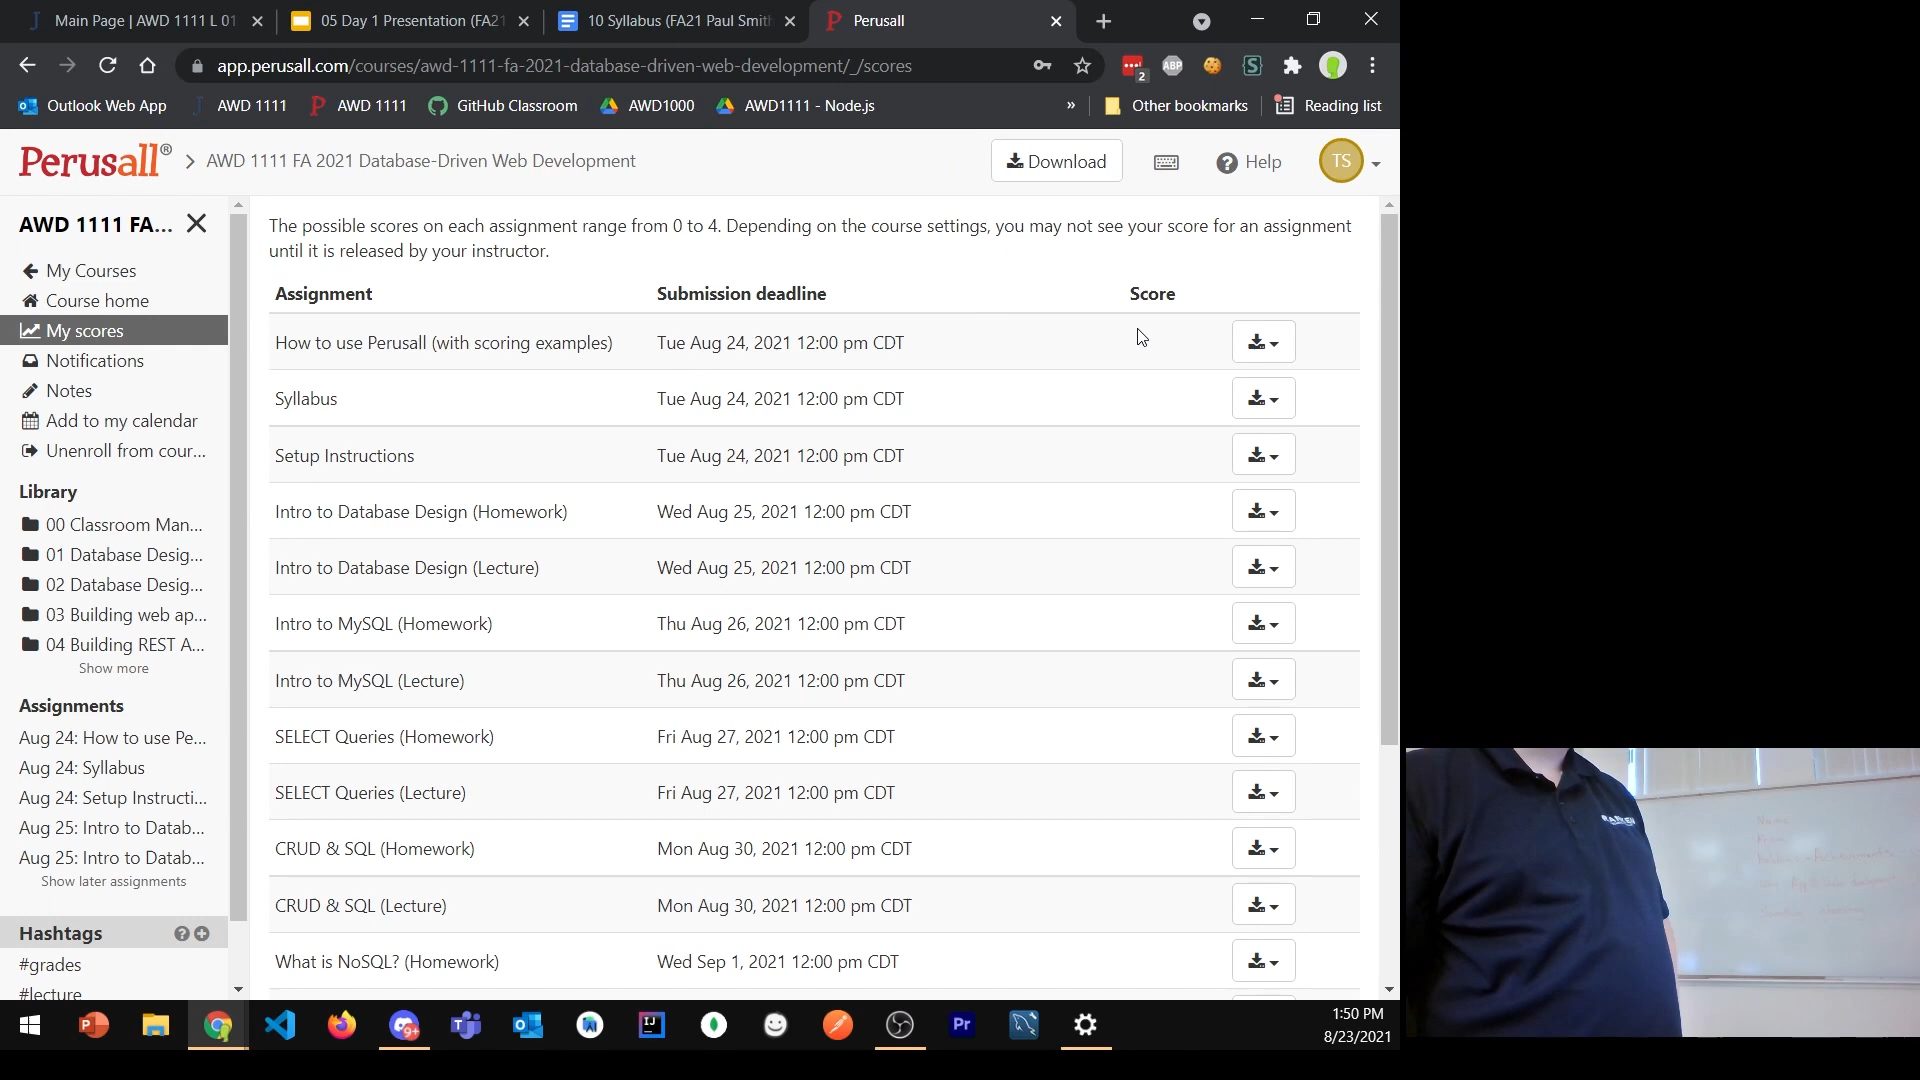 Main Page | AWD 1111 L 01
05 Day 1 Presentation (FA21
10 Syllabus (FA21 Paul Smith
Perusall
app.perusall.com/courses/awd-1111-fa-2021-database-driven-web-development/_/scores
2
ABP
S
Outlook Web App
AWD 1111
AWD 1111
GitHub Classroom
AWD1000
AWD1111 - Node.js
»
Other bookmarks
Reading list
Perusall®
AWD 1111 FA 2021 Database-Driven Web Development
Download
Help
TS
AWD 1111 FA...
My Courses
Course home
My scores
Notifications
Notes
Add to my calendar
Unenroll from cour...
Library
00 Classroom Man...
01 Database Desig...
02 Database Desig...
03 Building web ap...
04 Building REST A...
Show more
Assignments
Aug 24: How to use Pe...
Aug 24: Syllabus
Aug 24: Setup Instructi...
Aug 25: Intro to Datab...
Aug 25: Intro to Datab...
Show later assignments
Hashtags
#grades
#lecture
The possible scores on each assignment range from 0 to 4. Depending on the course settings, you may not see your score for an assignment
until it is released by your instructor.
Assignment Submission deadline Score
How to use Perusall (with scoring examples) Tue Aug 24, 2021 12:00 pm CDT
Syllabus Tue Aug 24, 2021 12:00 pm CDT
Setup Instructions Tue Aug 24, 2021 12:00 pm CDT
Intro to Database Design (Homework) Wed Aug 25, 2021 12:00 pm CDT
Intro to Database Design (Lecture) Wed Aug 25, 2021 12:00 pm CDT
Intro to MySQL (Homework) Thu Aug 26, 2021 12:00 pm CDT
Intro to MySQL (Lecture) Thu Aug 26, 2021 12:00 pm CDT
SELECT Queries (Homework) Fri Aug 27, 2021 12:00 pm CDT
SELECT Queries (Lecture) Fri Aug 27, 2021 12:00 pm CDT
CRUD & SQL (Homework) Mon Aug 30, 2021 12:00 pm CDT
CRUD & SQL (Lecture) Mon Aug 30, 2021 12:00 pm CDT
What is NoSQL? (Homework) Wed Sep 1, 2021 12:00 pm CDT
9+
IJ
Pr
1:50 PM
8/23/2021
Name